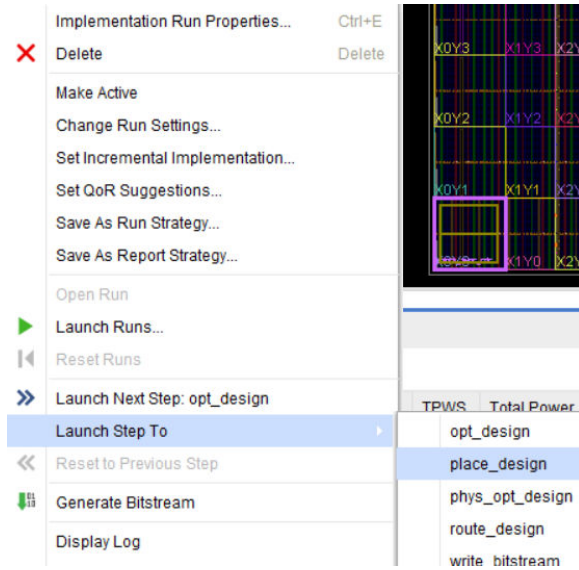 Implementation Run Properties... Ctrl+E
Delete Delete
Make Active
Change Run Settings...
Set Incremental Implementation...
Set QoR Suggestions...
Save As Run Strategy...
Save As Report Strategy...
Open Run
Launch Runs...
Reset Runs
Launch Next Step: opt_design
Launch Step To
Reset to Previous Step
Generate Bitstream
Display Log
X0Y3 X1Y3 X2Y
X0Y2 X1Y2 X2Y
X0Y1 X1Y1 X2Y
X1Y0 X2Y
TPWS Total Power
opt_design
place_design
phys_opt_design
route_design
write_bitstream